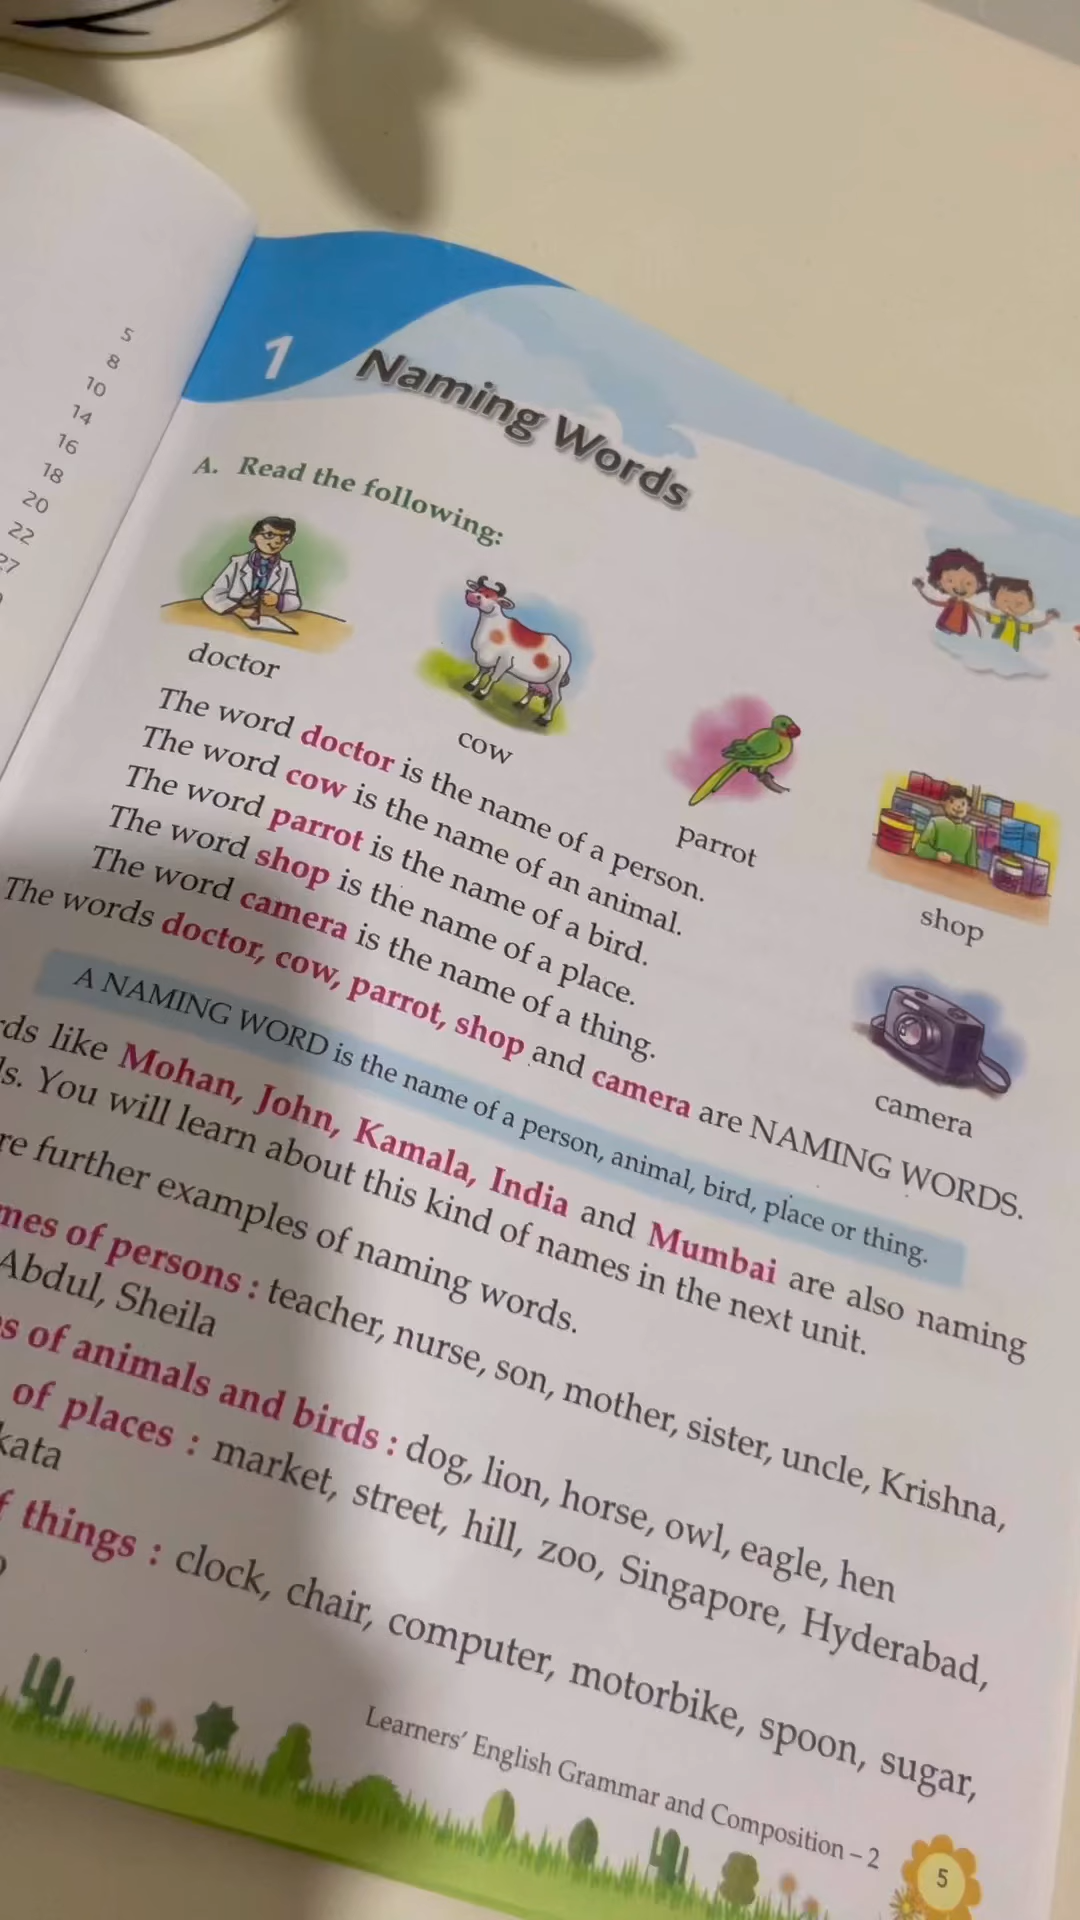 5
8
10
14
16
18
20
22
27
1
Naming Words
A. Read the following:
doctor
cow
parrot
shop
camera
The word doctor is the name of a person.
The word cow is the name of an animal.
The word parrot is the name of a bird.
The word shop is the name of a place.
The word camera is the name of a thing.
The words doctor, cow, parrot, shop and camera are NAMING WORDS.
A NAMING WORD is the name of a person, animal, bird, place or thing.
like Mohan, John, Kamala, India and Mumbai are also naming
You will learn about this kind of names in the next unit.
further examples of naming words.
of persons : teacher, nurse, son, mother, sister, uncle, Krishna,
Abdul, Sheila
of animals and birds : dog, lion, horse, owl, eagle, hen
of places : market, street, hill, zoo, Singapore, Hyderabad,
things : clock, chair, computer, motorbike, spoon, sugar,
Learners' English Grammar and Composition – 2
5